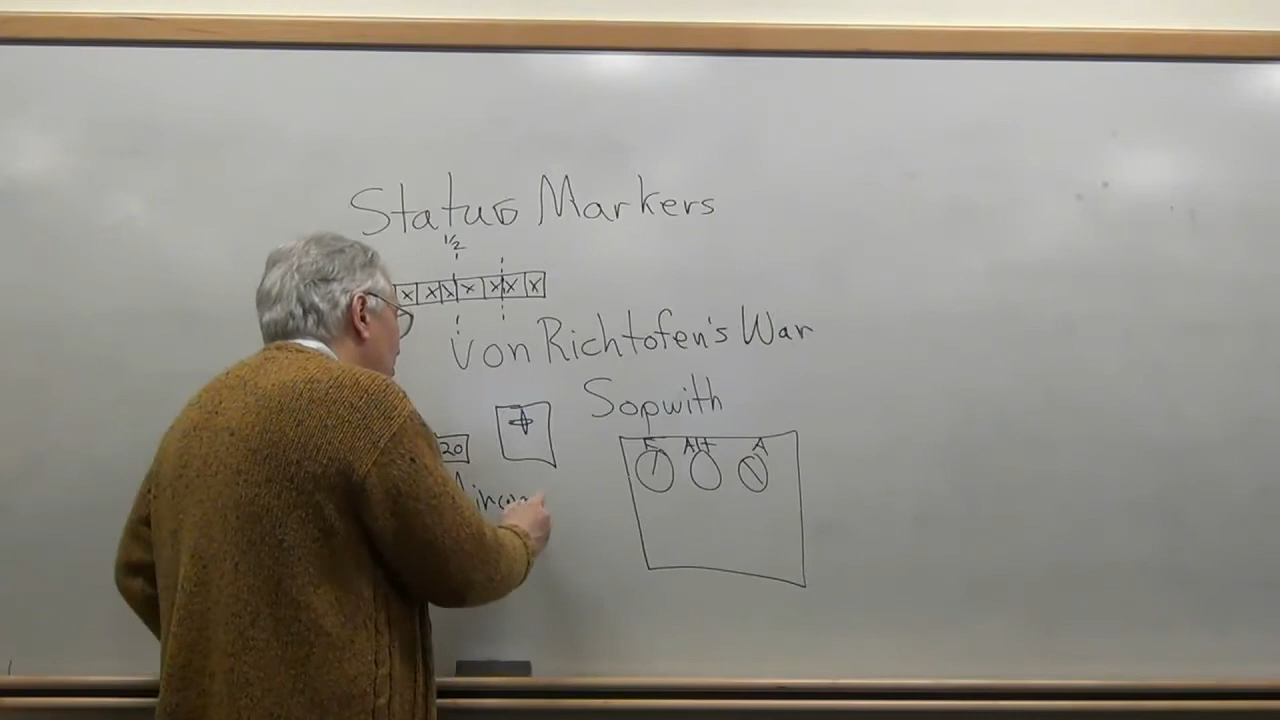 Status Markers
1/2
x x x x x x x
Von Richtofen's War
Sopwith
20
F Alt A